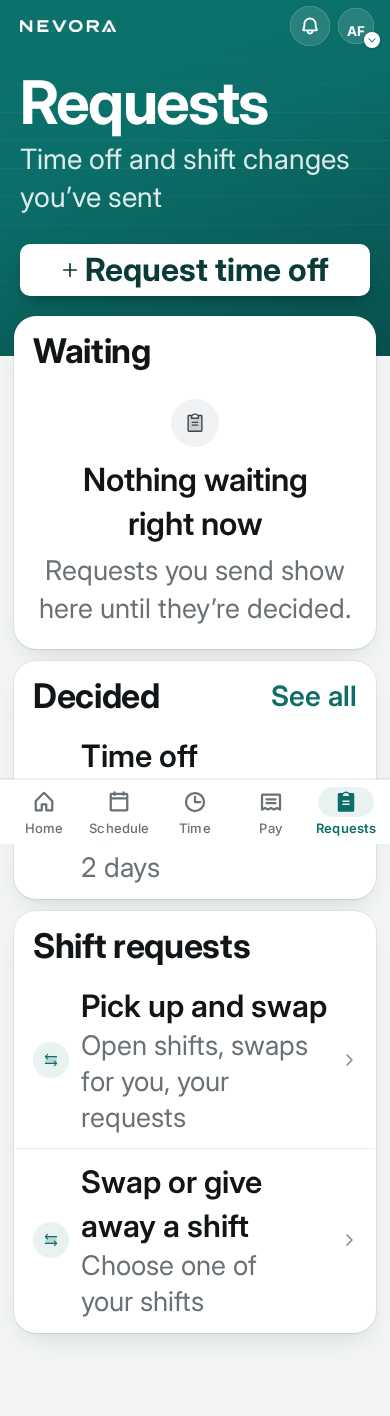 NEVORA
AF
Requests
Time off and shift changes
you’ve sent
+ Request time off
Waiting
Nothing waiting
right now
Requests you send show
here until they’re decided.
Decided
See all
Time off
Home
Schedule
Time
Pay
Requests
2 days
Shift requests
Pick up and swap
Open shifts, swaps
for you, your
requests
Swap or give
away a shift
Choose one of
your shifts